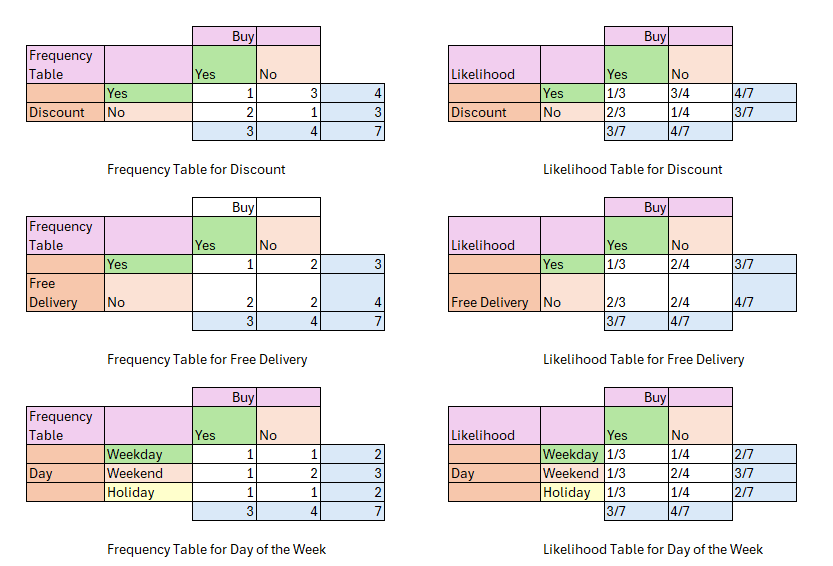 Buy
Frequency
Table Yes No
Yes 1 3 4
Discount No 2 1 3
3 4 7
Frequency Table for Discount
Buy
Likelihood Yes No
Yes 1/3 3/4 4/7
Discount No 2/3 1/4 3/7
3/7 4/7
Likelihood Table for Discount
Buy
Frequency
Table Yes No
Yes 1 2 3
Free
Delivery No 2 2 4
3 4 7
Frequency Table for Free Delivery
Buy
Likelihood Yes No
Yes 1/3 2/4 3/7
Free Delivery No 2/3 2/4 4/7
3/7 4/7
Likelihood Table for Free Delivery
Buy
Frequency
Table Yes No
Weekday 1 1 2
Day Weekend 1 2 3
Holiday 1 1 2
3 4 7
Frequency Table for Day of the Week
Buy
Likelihood Yes No
Weekday 1/3 1/4 2/7
Day Weekend 1/3 2/4 3/7
Holiday 1/3 1/4 2/7
3/7 4/7
Likelihood Table for Day of the Week